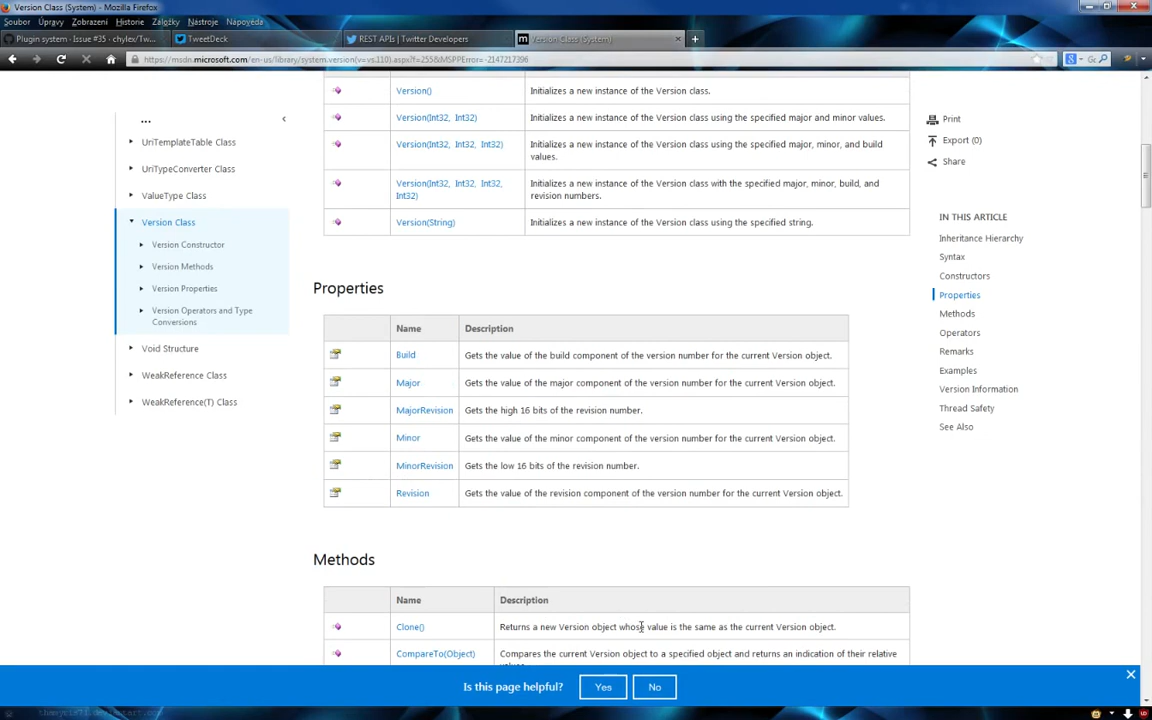 Version Class (System) - Mozilla Firefox
Soubor Úpravy Zobrazení Historie Záložky Nástroje Nápověda
Plugin system · Issue #35 · chylex/Tw... TweetDeck REST APIs | Twitter Developers Version Class (System)
https://msdn.microsoft.com/en-us/library/system.version(v=vs.110).aspx?f=255&MSPPError=-2147217396
Version() Initializes a new instance of the Version class.
Version(Int32, Int32) Initializes a new instance of the Version class using the specified major and minor values.
Version(Int32, Int32, Int32) Initializes a new instance of the Version class using the specified major, minor, and build
values.
Version(Int32, Int32, Int32, Initializes a new instance of the Version class with the specified major, minor, build, and
Int32) revision numbers.
Version(String) Initializes a new instance of the Version class using the specified string.
...
UriTemplateTable Class
UriTypeConverter Class
ValueType Class
Version Class
Version Constructor
Version Methods
Version Properties
Version Operators and Type
Conversions
Void Structure
WeakReference Class
WeakReference(T) Class
Properties
Name Description
Build Gets the value of the build component of the version number for the current Version object.
Major Gets the value of the major component of the version number for the current Version object.
MajorRevision Gets the high 16 bits of the revision number.
Minor Gets the value of the minor component of the version number for the current Version object.
MinorRevision Gets the low 16 bits of the revision number.
Revision Gets the value of the revision component of the version number for the current Version object.
Methods
Name Description
Clone() Returns a new Version object whose value is the same as the current Version object.
CompareTo(Object) Compares the current Version object to a specified object and returns an indication of their relative
Print
Export (0)
Share
IN THIS ARTICLE
Inheritance Hierarchy
Syntax
Constructors
Properties
Methods
Operators
Remarks
Examples
Version Information
Thread Safety
See Also
Is this page helpful? Yes No